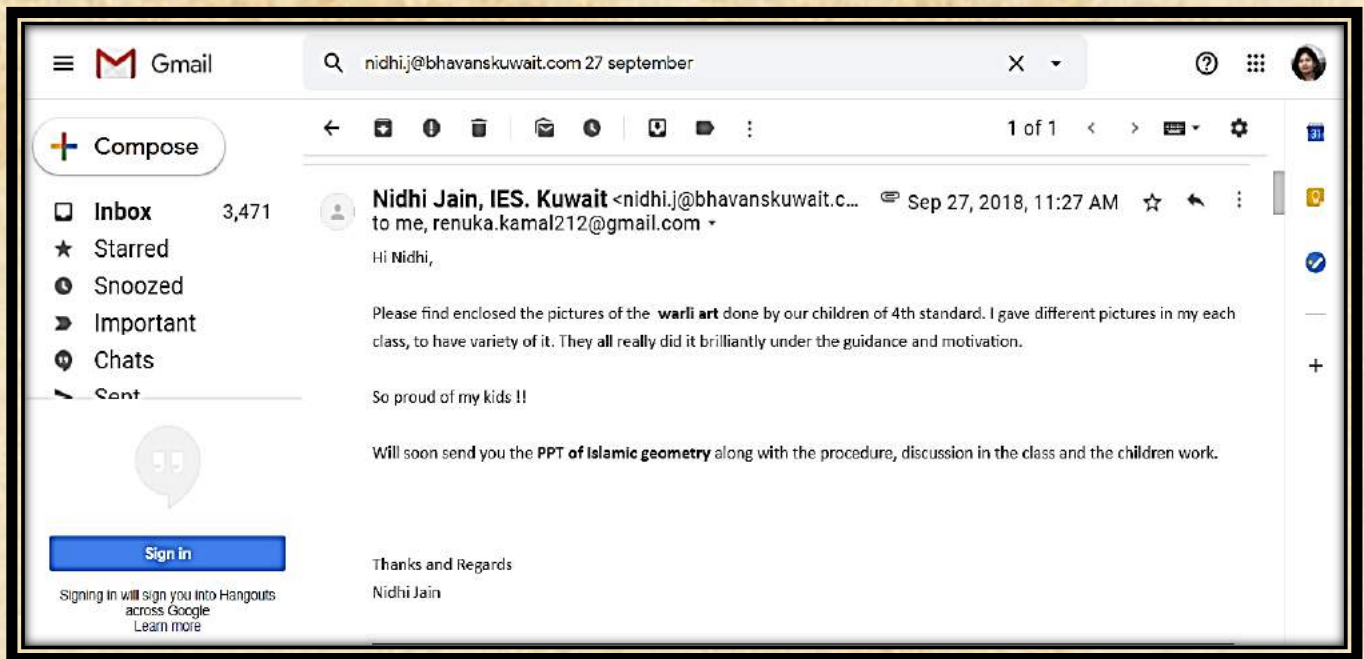 Gmail
nidhi.j@bhavanskuwait.com 27 september
Compose
1 of 1
31
Inbox 3,471
Starred
Snoozed
Important
Chats
Sent
Nidhi Jain, IES. Kuwait <nidhi.j@bhavanskuwait.c... Sep 27, 2018, 11:27 AM
to me, renuka.kamal212@gmail.com
Hi Nidhi,
Please find enclosed the pictures of the warli art done by our children of 4th standard. I gave different pictures in my each
class, to have variety of it. They all really did it brilliantly under the guidance and motivation.
So proud of my kids !!
Will soon send you the PPT of Islamic geometry along with the procedure, discussion in the class and the children work.
Thanks and Regards
Nidhi Jain
Sign in
Signing in will sign you into Hangouts
across Google
Learn more